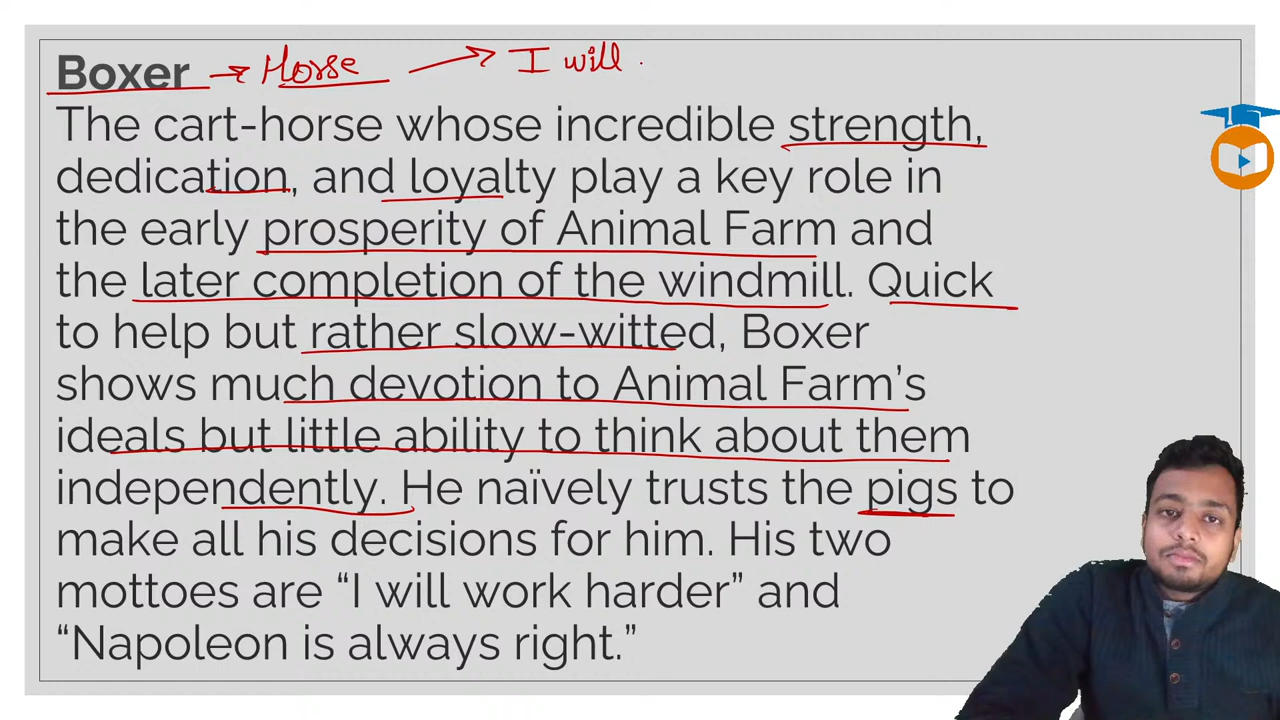 Boxer → Horse → I will .
The cart-horse whose incredible strength,
dedication, and loyalty play a key role in
the early prosperity of Animal Farm and
the later completion of the windmill. Quick
to help but rather slow-witted, Boxer
shows much devotion to Animal Farm’s
ideals but little ability to think about them
independently. He naïvely trusts the pigs to
make all his decisions for him. His two
mottoes are “I will work harder” and
“Napoleon is always right.”